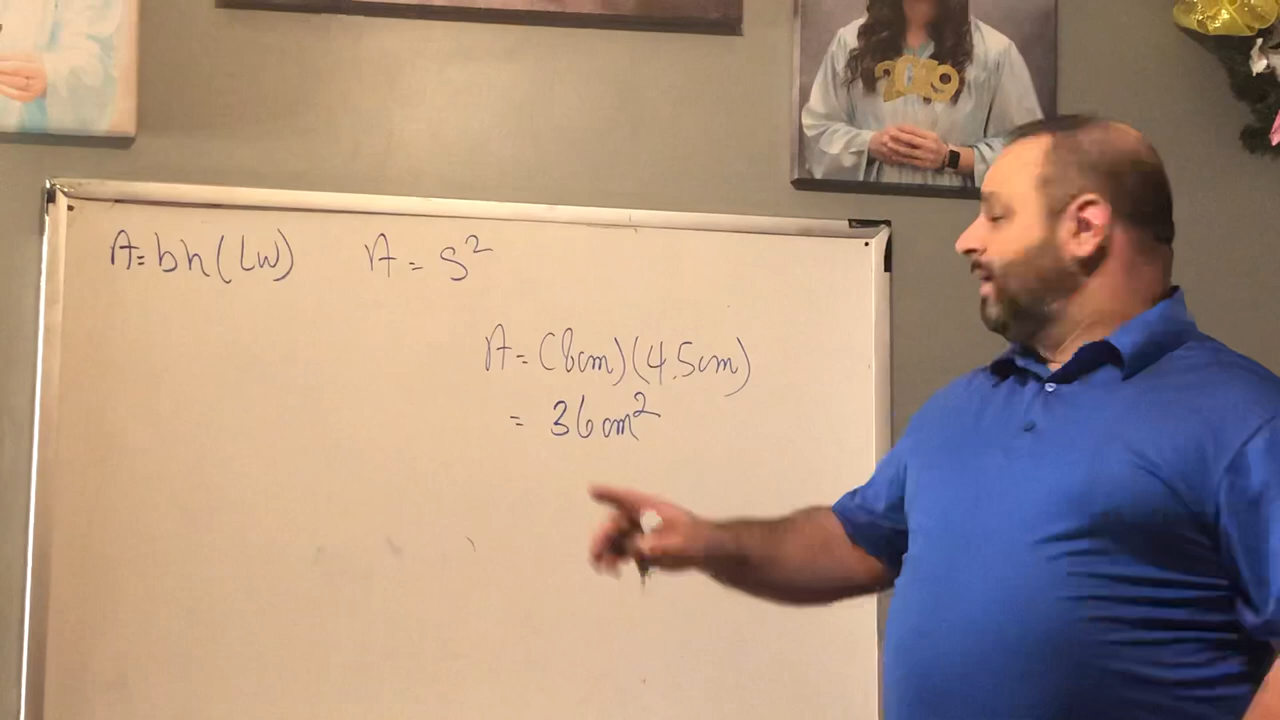 2019
A=bh(LW) A=S²
A=(8cm)(4.5cm)
= 36cm²